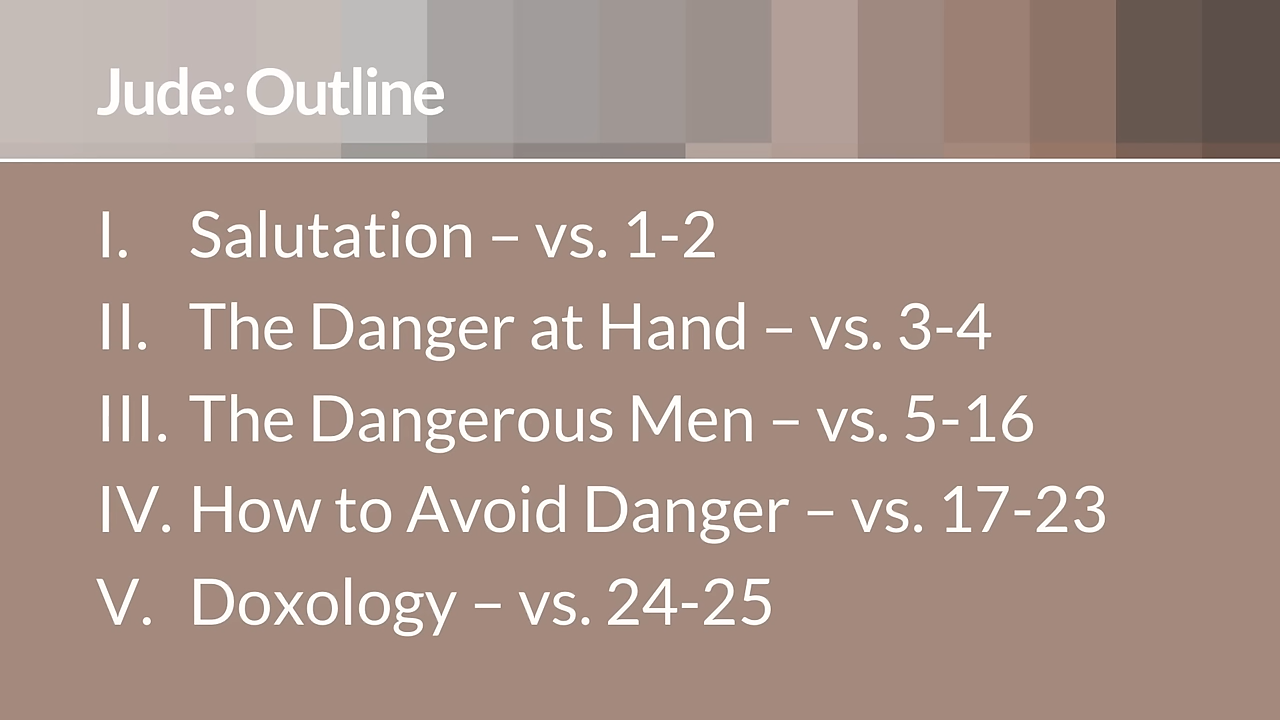 Jude: Outline
I. Salutation – vs. 1-2
II. The Danger at Hand – vs. 3-4
III. The Dangerous Men – vs. 5-16
IV. How to Avoid Danger – vs. 17-23
V. Doxology – vs. 24-25